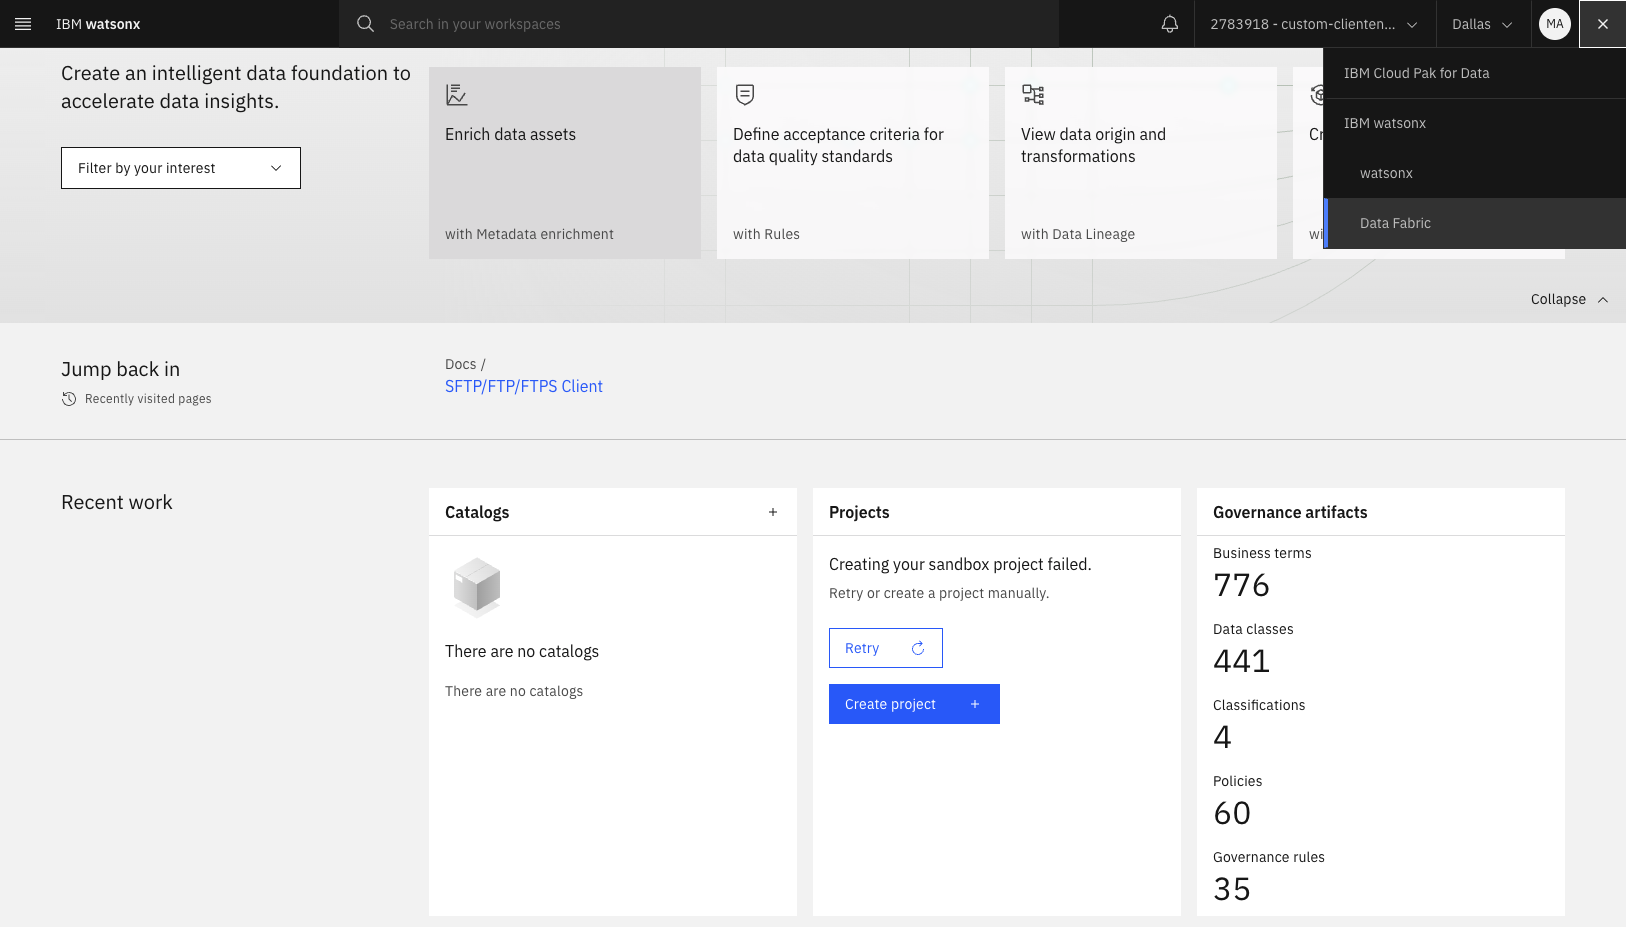 IBM watsonx
Search in your workspaces
2783918 - custom-clienten...
Dallas
MA
IBM Cloud Pak for Data
IBM watsonx
watsonx
Data Fabric
Create an intelligent data foundation to
accelerate data insights.
Filter by your interest
Enrich data assets
with Metadata enrichment
Define acceptance criteria for
data quality standards
with Rules
View data origin and
transformations
with Data Lineage
Collapse
Jump back in
Recently visited pages
Docs /
SFTP/FTP/FTPS Client
Recent work
Catalogs
There are no catalogs
There are no catalogs
Projects
Creating your sandbox project failed.
Retry or create a project manually.
Retry
Create project
Governance artifacts
Business terms
776
Data classes
441
Classifications
4
Policies
60
Governance rules
35